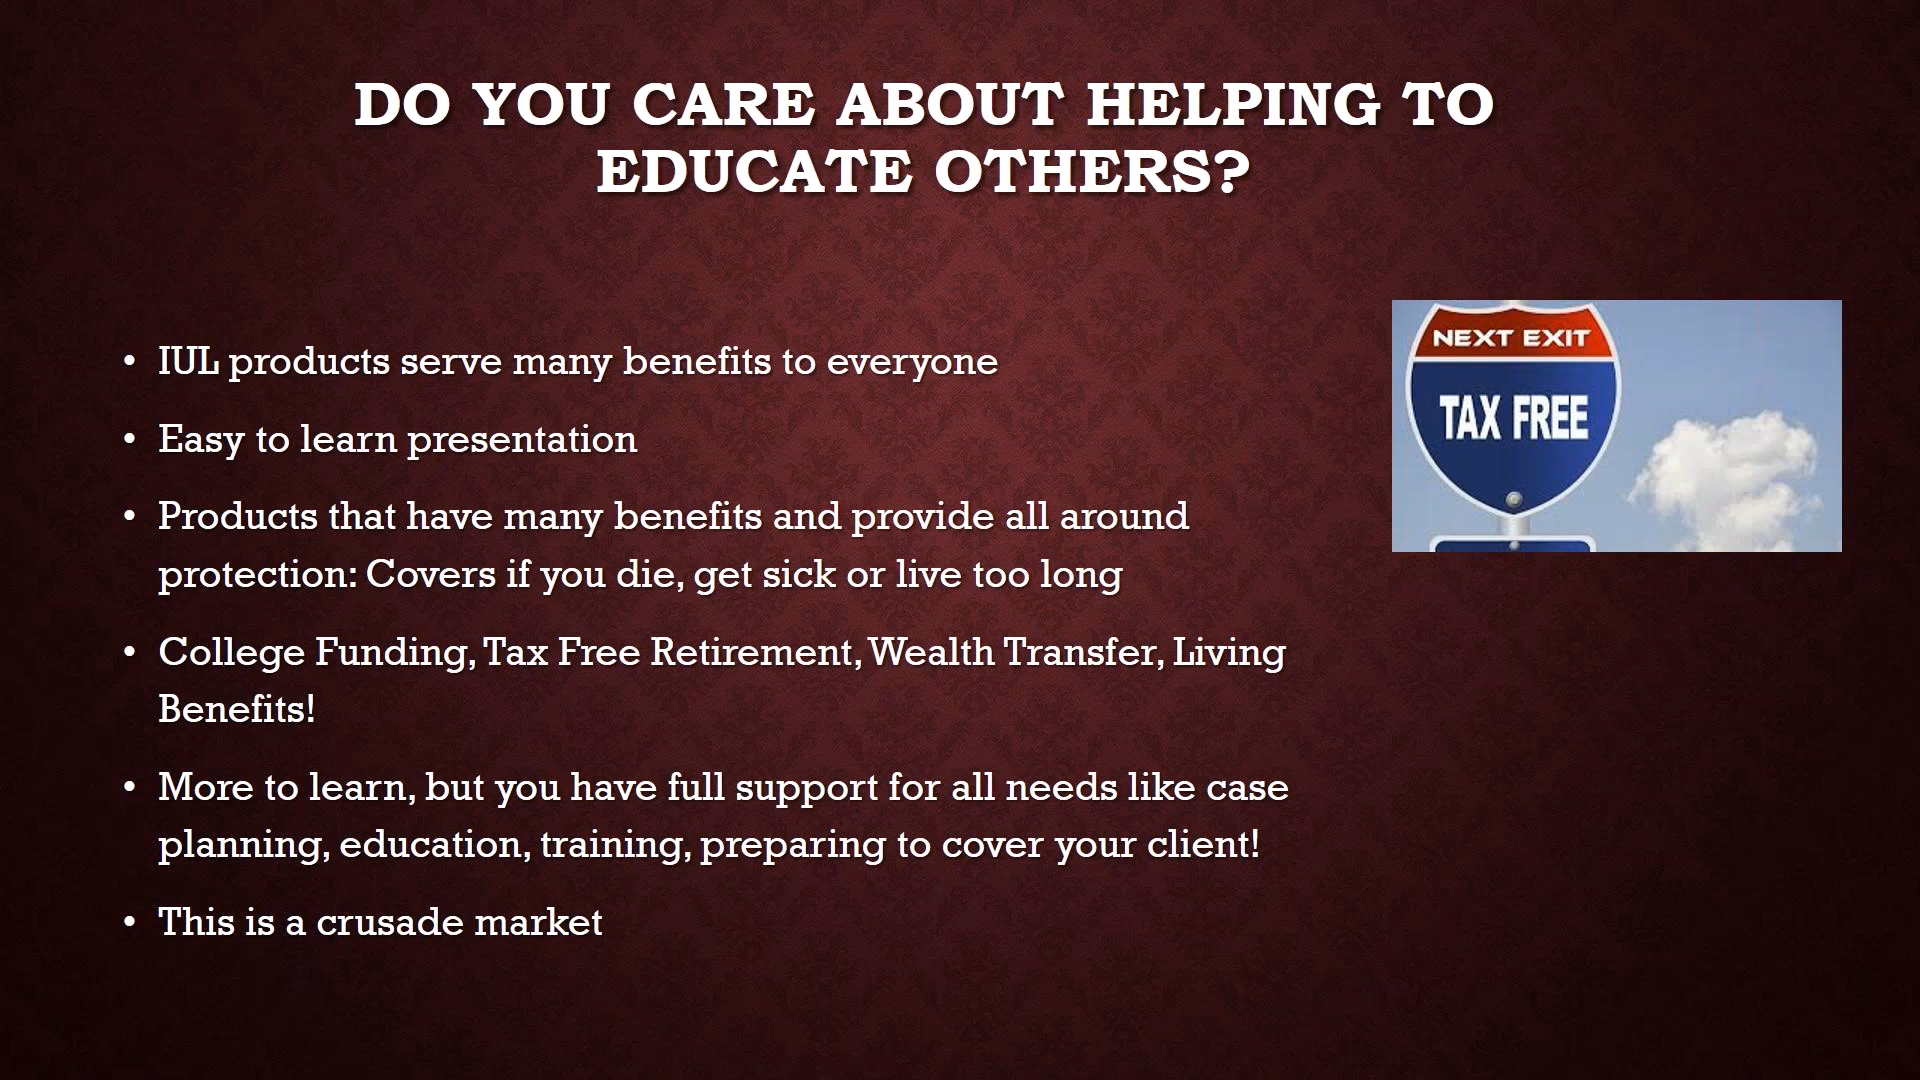 DO YOU CARE ABOUT HELPING TO
EDUCATE OTHERS?
• IUL products serve many benefits to everyone
• Easy to learn presentation
• Products that have many benefits and provide all around
protection: Covers if you die, get sick or live too long
• College Funding, Tax Free Retirement, Wealth Transfer, Living
Benefits!
• More to learn, but you have full support for all needs like case
planning, education, training, preparing to cover your client!
• This is a crusade market
NEXT EXIT
TAX FREE